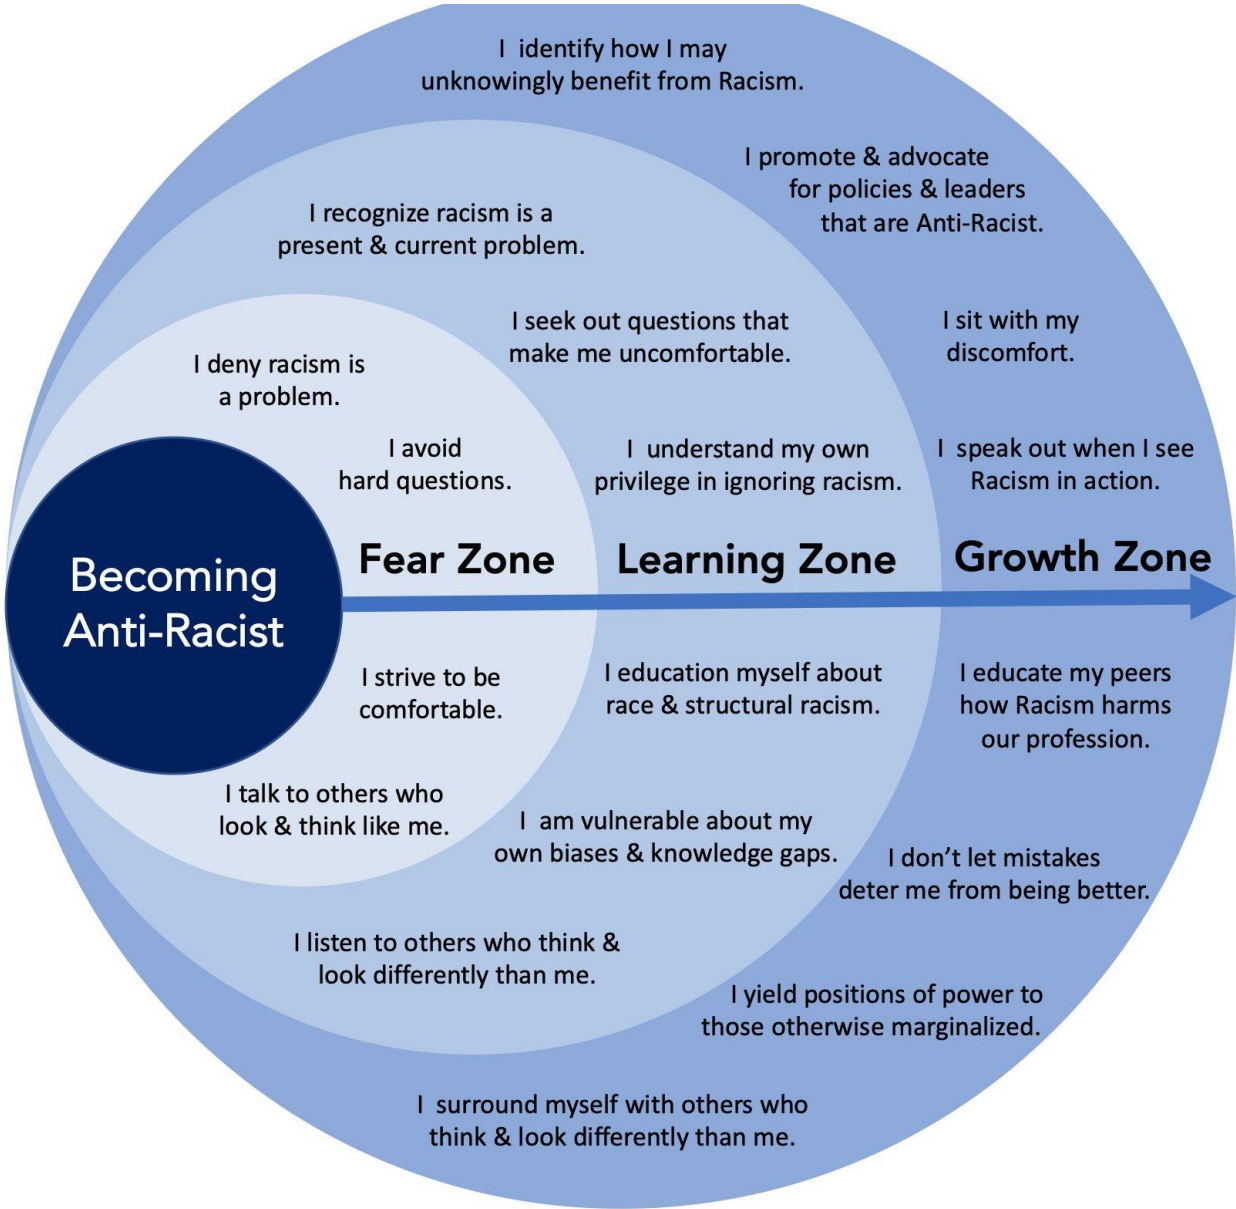 I identify how I may
unknowingly benefit from Racism.
I promote & advocate
for policies & leaders
that are Anti-Racist.
I recognize racism is a
present & current problem.
I seek out questions that
make me uncomfortable.
I sit with my
discomfort.
I deny racism is
a problem.
I avoid
hard questions.
I understand my own
privilege in ignoring racism.
I speak out when I see
Racism in action.
Becoming
Anti-Racist
Fear Zone
Learning Zone
Growth Zone
I strive to be
comfortable.
I education myself about
race & structural racism.
I educate my peers
how Racism harms
our profession.
I talk to others who
look & think like me.
I am vulnerable about my
own biases & knowledge gaps.
I don’t let mistakes
deter me from being better.
I listen to others who think &
look differently than me.
I yield positions of power to
those otherwise marginalized.
I surround myself with others who
think & look differently than me.